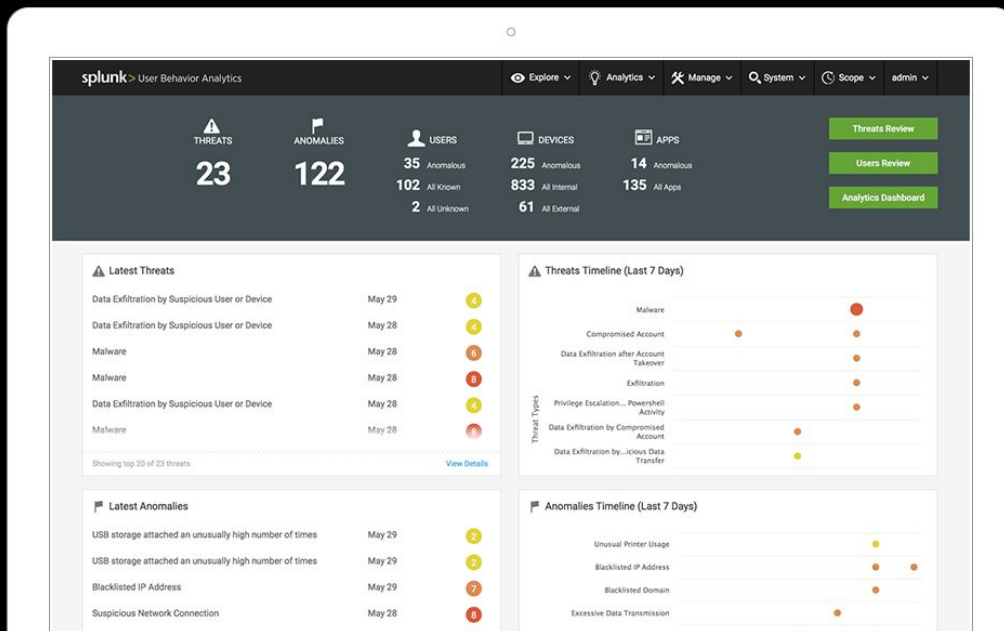 splunk> User Behavior Analytics
Explore
Analytics
Manage
System
Scope
admin
THREATS
23
ANOMALIES
122
USERS
35 Anomalous
102 All Known
2 All Unknown
DEVICES
225 Anomalous
833 All Internal
61 All External
APPS
14 Anomalous
135 All Apps
Threats Review
Users Review
Analytics Dashboard
Latest Threats
Data Exfiltration by Suspicious User or Device May 29 4
Data Exfiltration by Suspicious User or Device May 28 4
Malware May 28 6
Malware May 28 8
Data Exfiltration by Suspicious User or Device May 28 4
Malware May 28 8
Showing top 20 of 23 threats View Details
Threats Timeline (Last 7 Days)
Threat Types
Malware
Compromised Account
Data Exfiltration after Account
Takeover
Exfiltration
Privilege Escalation... Powershell
Activity
Data Exfiltration by Compromised
Account
Data Exfiltration by...icious Data
Transfer
Latest Anomalies
USB storage attached an unusually high number of times May 29 2
USB storage attached an unusually high number of times May 29 2
Blacklisted IP Address May 29 7
Suspicious Network Connection May 28 8
Anomalies Timeline (Last 7 Days)
Unusual Printer Usage
Blacklisted IP Address
Blacklisted Domain
Excessive Data Transmission